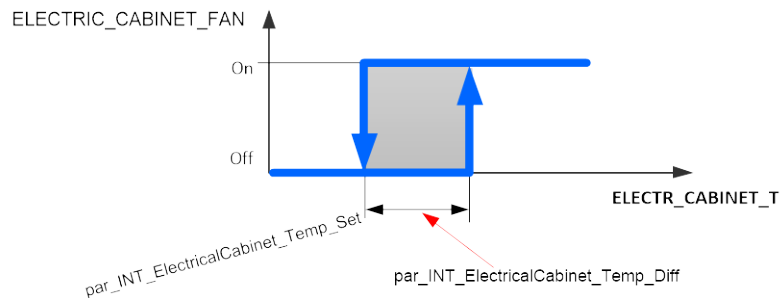 ELECTRIC_CABINET_FAN
On
Off
ELECTR_CABINET_T
par_INT_ElectricalCabinet_Temp_Set
par_INT_ElectricalCabinet_Temp_Diff